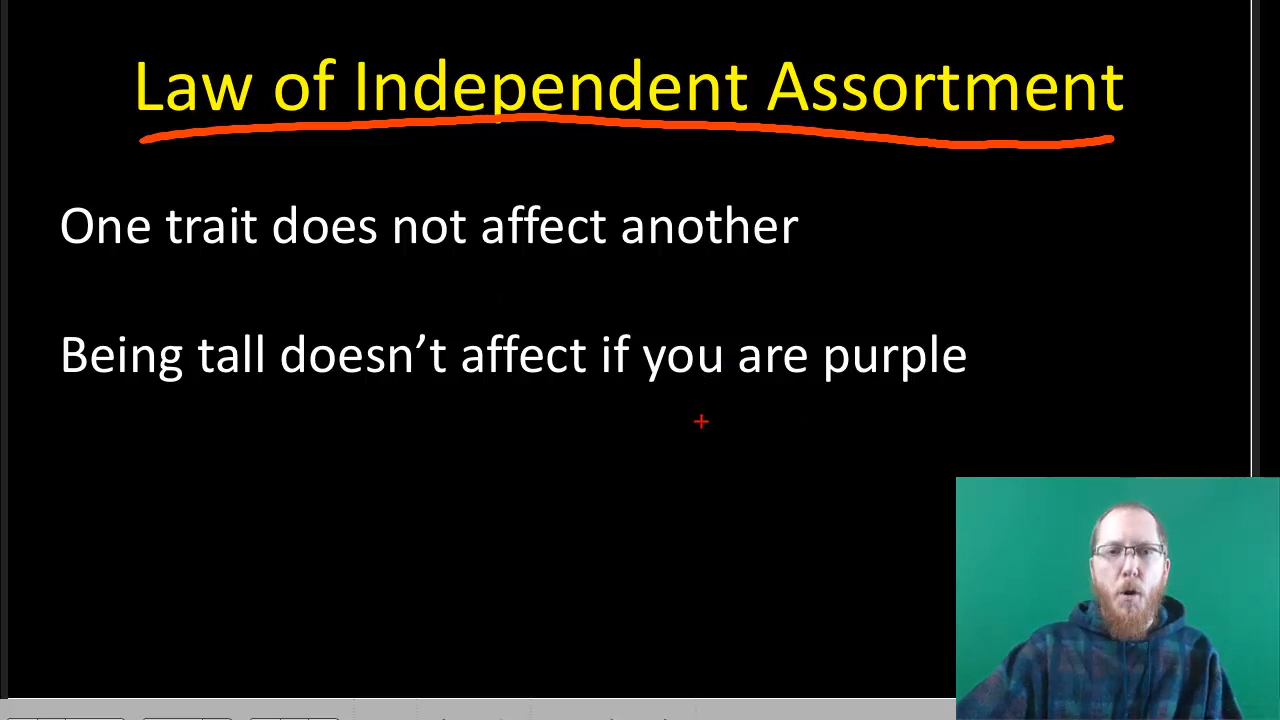 Law of Independent Assortment
One trait does not affect another
Being tall doesn’t affect if you are purple